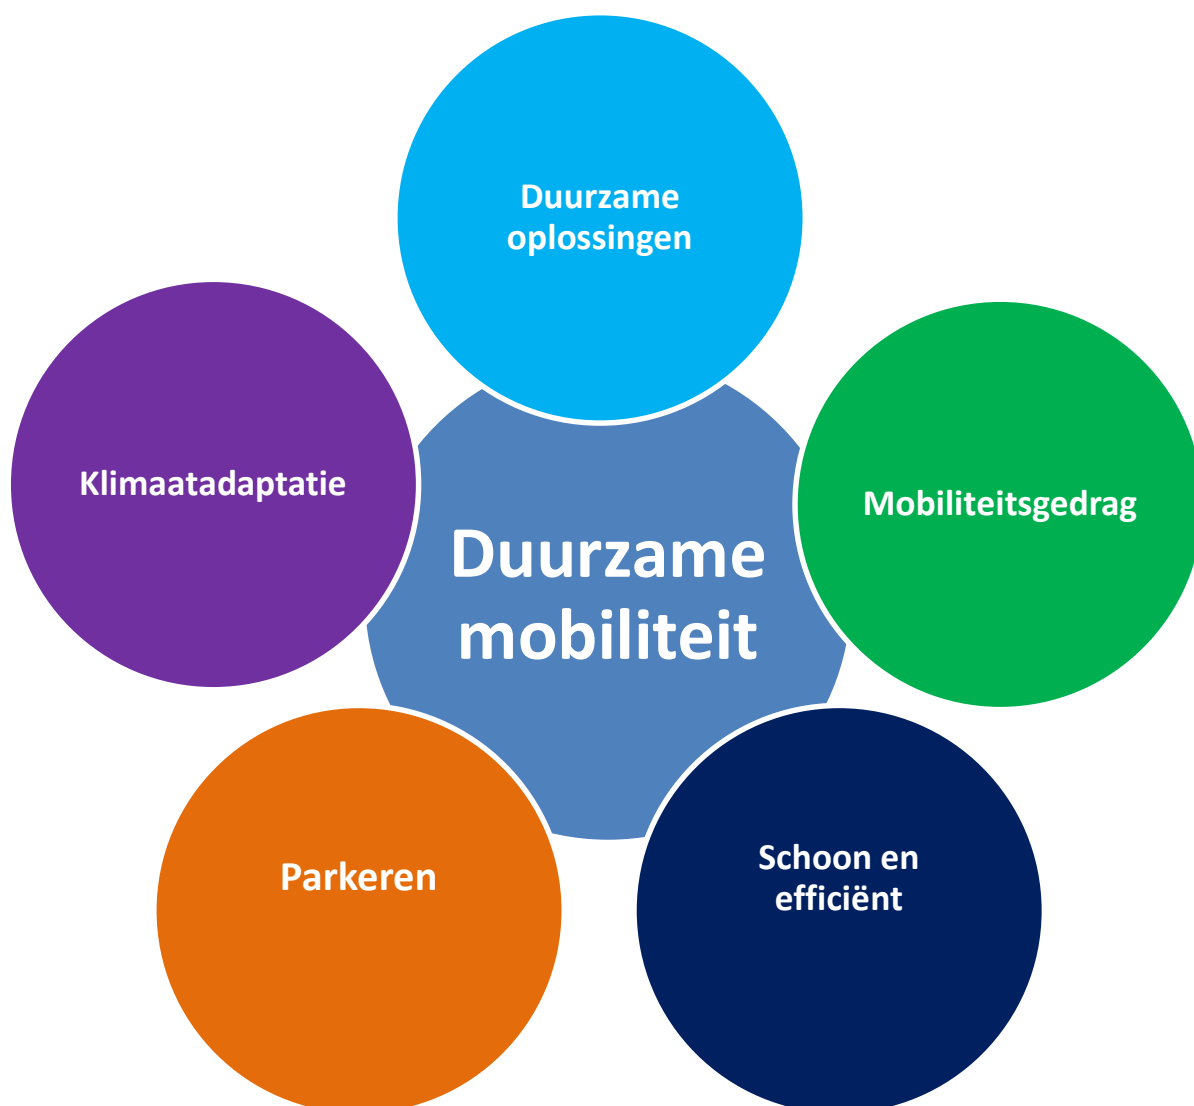 Duurzame
oplossingen
Klimaatadaptatie
Mobiliteitsgedrag
Duurzame
mobiliteit
Parkeren
Schoon en
efficiënt